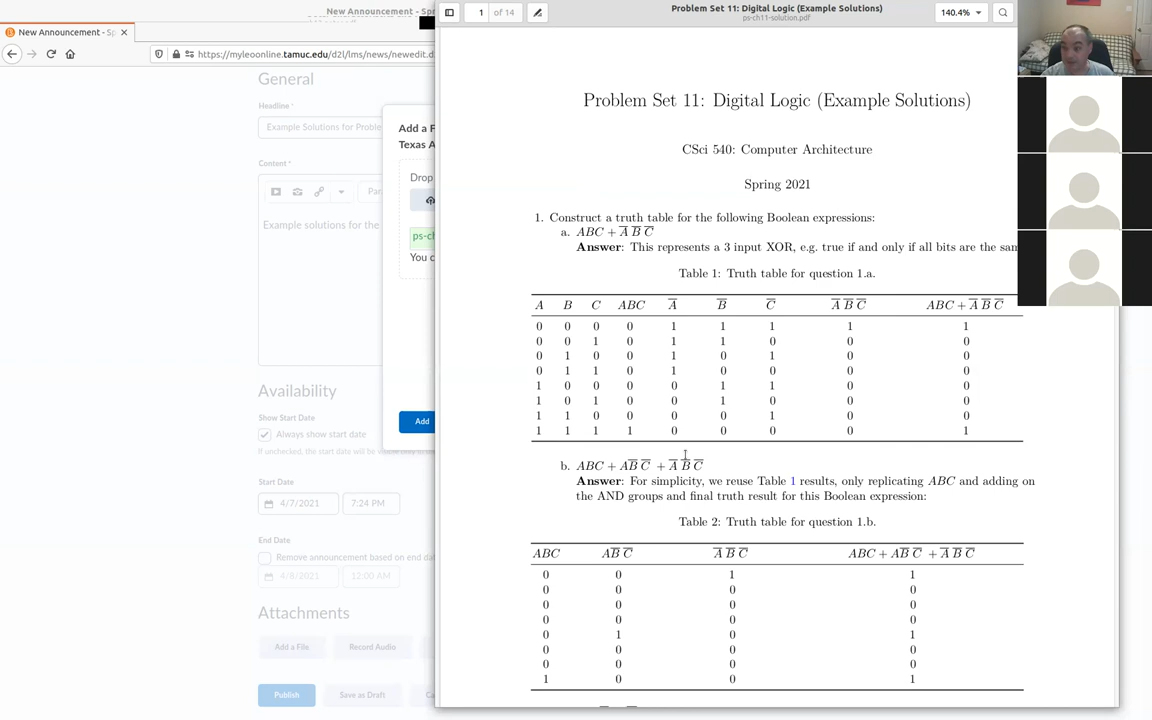 New Announcement - Spr
New Announcement - Sp
https://myleoonline.tamuc.edu/d2l/lms/news/newedit.d
General
Headline *
Example Solutions for Proble
Content *
Par
Example solutions for the
Availability
Show Start Date
Always show start date
If unchecked, the start date will be
Start Date
4/7/2021 7:24 PM
End Date
Remove announcement based on end dat
4/8/2021 12:00 AM
Attachments
Add a File Record Audio
Publish Save as Draft Ca
Add a F
Texas A
Drop
ps-ch
You c
Add
1 of 14
Problem Set 11: Digital Logic (Example Solutions)
ps-ch11-solution.pdf
140.4%
Problem Set 11: Digital Logic (Example Solutions)
CSci 540: Computer Architecture
Spring 2021
1. Construct a truth table for the following Boolean expressions:
a. ABC + A̅ B̅ C̅
Answer: This represents a 3 input XOR, e.g. true if and only if all bits are the sam
Table 1: Truth table for question 1.a.
A B C ABC A̅ B̅ C̅ A̅ B̅ C̅ ABC + A̅ B̅ C̅
0 0 0 0 1 1 1 1 1
0 0 1 0 1 1 0 0 0
0 1 0 0 1 0 1 0 0
0 1 1 0 1 0 0 0 0
1 0 0 0 0 1 1 0 0
1 0 1 0 0 1 0 0 0
1 1 0 0 0 0 1 0 0
1 1 1 1 0 0 0 0 1
b. ABC + AB̅ C̅ + A̅ B̅ C̅
Answer: For simplicity, we reuse Table 1 results, only replicating ABC and adding on
the AND groups and final truth result for this Boolean expression:
Table 2: Truth table for question 1.b.
ABC AB̅ C̅ A̅ B̅ C̅ ABC + AB̅ C̅ + A̅ B̅ C̅
0 0 1 1
0 0 0 0
0 0 0 0
0 0 0 0
0 1 0 1
0 0 0 0
0 0 0 0
1 0 0 1